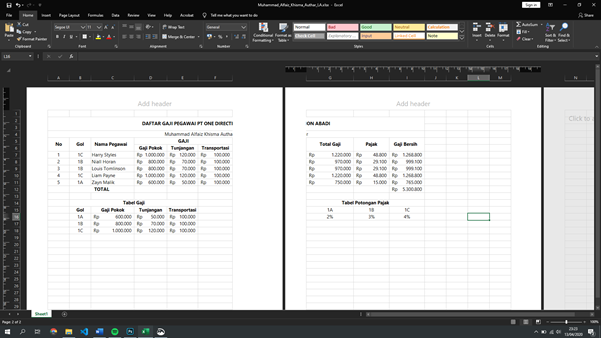 Muhammad_Alfaiz_Khisma_Authar_LA.xlsx - Excel
Sign in
File Home Insert Page Layout Formulas Data Review View Help Acrobat Tell me what you want to do
Share
Paste
Cut
Copy
Format Painter
Wrap Text
Merge & Center
General
Conditional Formatting
Format as Table
Normal Bad Good Neutral Calculation
Check Cell Explanatory ... Input Linked Cell Note
Insert Delete Format
AutoSum
Fill
Clear
Sort & Filter
Find & Select
Clipboard Font Alignment Number Styles Cells Editing
L16
A B C D E F G H I J K L M N
Add header
Add header
DAFTAR GAJI PEGAWAI PT ONE DIRECTI
ON ABADI
Muhammad Alfaiz Khisma Autha
r
No Gol Nama Pegawai GAJI Total Gaji Pajak Gaji Bersih
Gaji Pokok Tunjangan Transportasi
1 1C Harry Styles Rp 1.000.000 Rp 120.000 Rp 100.000 Rp 1.220.000 Rp 48.800 Rp 1.268.800
2 1B Niall Horan Rp 800.000 Rp 70.000 Rp 100.000 Rp 970.000 Rp 29.100 Rp 999.100
3 1B Louis Tomlinson Rp 800.000 Rp 70.000 Rp 100.000 Rp 970.000 Rp 29.100 Rp 999.100
4 1C Liam Payne Rp 1.000.000 Rp 120.000 Rp 100.000 Rp 1.220.000 Rp 48.800 Rp 1.268.800
5 1A Zayn Malik Rp 600.000 Rp 50.000 Rp 100.000 Rp 750.000 Rp 15.000 Rp 765.000
TOTAL Rp 5.300.800
Tabel Gaji
Tabel Potongan Pajak
Gol Gaji Pokok Tunjangan Transportasi
1A 1B 1C
1A Rp 600.000 Rp 50.000 Rp 100.000
2% 3% 4%
1B Rp 800.000 Rp 70.000 Rp 100.000
1C Rp 1.000.000 Rp 120.000 Rp 100.000
Sheet1
Page: 2 of 2
100%
23:23
13/04/2020